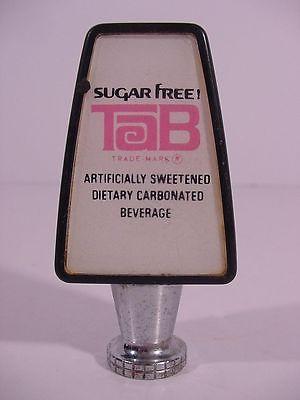 SUGAR FREE!
TaB
TRADE-MARK ®
ARTIFICIALLY SWEETENED
DIETARY CARBONATED
BEVERAGE